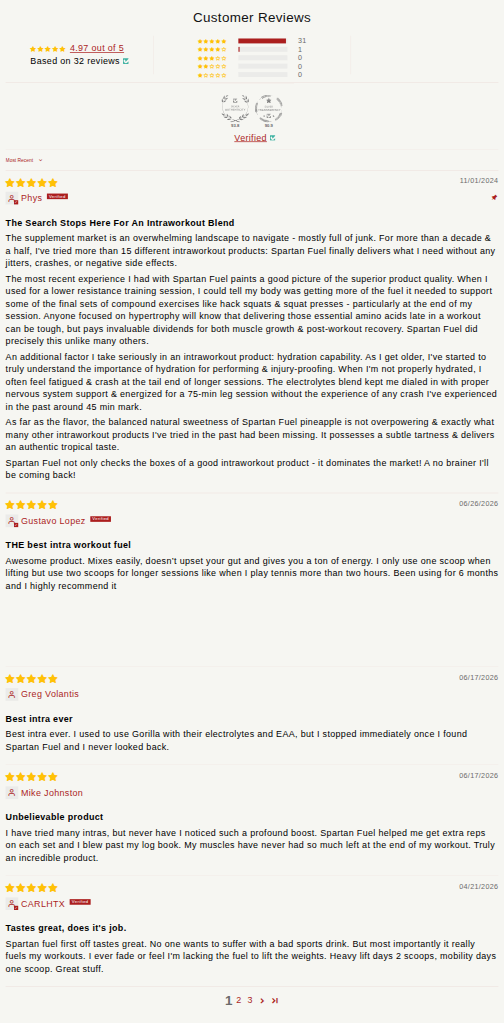 Customer Reviews
4.97 out of 5
Based on 32 reviews
31
1
0
0
0
Verified
Most Recent
11/01/2024
Phys Verified
The Search Stops Here For An Intraworkout Blend
The supplement market is an overwhelming landscape to navigate - mostly full of junk. For more than a decade &
a half, I've tried more than 15 different intraworkout products: Spartan Fuel finally delivers what I need without any
jitters, crashes, or negative side effects.
The most recent experience I had with Spartan Fuel paints a good picture of the superior product quality. When I
used for a lower resistance training session, I could tell my body was getting more of the fuel it needed to support
some of the final sets of compound exercises like hack squats & squat presses - particularly at the end of my
session. Anyone focused on hypertrophy will know that delivering those essential amino acids late in a workout
can be tough, but pays invaluable dividends for both muscle growth & post-workout recovery. Spartan Fuel did
precisely this unlike many others.
An additional factor I take seriously in an intraworkout product: hydration capability. As I get older, I've started to
truly understand the importance of hydration for performing & injury-proofing. When I'm not properly hydrated, I
often feel fatigued & crash at the tail end of longer sessions. The electrolytes blend kept me dialed in with proper
nervous system support & energized for a 75-min leg session without the experience of any crash I've experienced
in the past around 45 min mark.
As far as the flavor, the balanced natural sweetness of Spartan Fuel pineapple is not overpowering & exactly what
many other intraworkout products I've tried in the past had been missing. It possesses a subtle tartness & delivers
an authentic tropical taste.
Spartan Fuel not only checks the boxes of a good intraworkout product - it dominates the market! A no brainer I'll
be coming back!
06/26/2026
Gustavo Lopez Verified
THE best intra workout fuel
Awesome product. Mixes easily, doesn't upset your gut and gives you a ton of energy. I only use one scoop when
lifting but use two scoops for longer sessions like when I play tennis more than two hours. Been using for 6 months
and I highly recommend it
06/17/2026
Greg Volantis
Best intra ever
Best intra ever. I used to use Gorilla with their electrolytes and EAA, but I stopped immediately once I found
Spartan Fuel and I never looked back.
06/17/2026
Mike Johnston
Unbelievable product
I have tried many intras, but never have I noticed such a profound boost. Spartan Fuel helped me get extra reps
on each set and I blew past my log book. My muscles have never had so much left at the end of my workout. Truly
an incredible product.
04/21/2026
CARLHTX Verified
Tastes great, does it's job.
Spartan fuel first off tastes great. No one wants to suffer with a bad sports drink. But most importantly it really
fuels my workouts. I ever fade or feel I'm lacking the fuel to lift the weights. Heavy lift days 2 scoops, mobility days
one scoop. Great stuff.
1 2 3